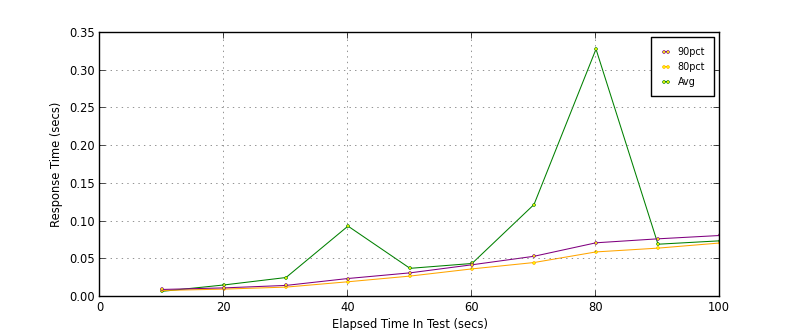 0.35
0.30
0.25
0.20
0.15
0.10
0.05
0.00
Response Time (secs)
90pct
80pct
Avg
0 20 40 60 80 100
Elapsed Time In Test (secs)